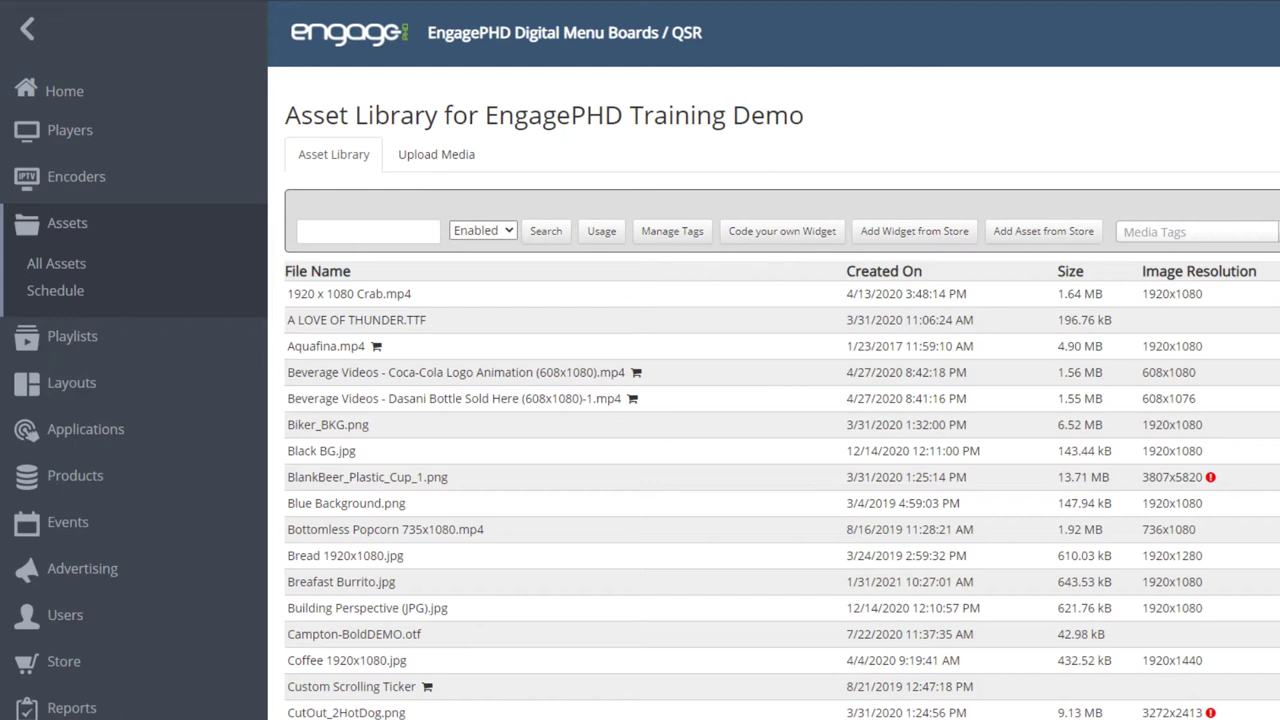 engage PHD EngagePHD Digital Menu Boards / QSR
Home
Players
IPTV Encoders
Assets
All Assets
Schedule
Playlists
Layouts
Applications
Products
Events
Advertising
Users
Store
Reports
Asset Library for EngagePHD Training Demo
Asset Library Upload Media
Enabled Search Usage Manage Tags Code your own Widget Add Widget from Store Add Asset from Store Media Tags
File Name Created On Size Image Resolution
1920 x 1080 Crab.mp4 4/13/2020 3:48:14 PM 1.64 MB 1920x1080
A LOVE OF THUNDER.TTF 3/31/2020 11:06:24 AM 196.76 kB
Aquafina.mp4 1/23/2017 11:59:10 AM 4.90 MB 1920x1080
Beverage Videos - Coca-Cola Logo Animation (608x1080).mp4 4/27/2020 8:42:18 PM 1.56 MB 608x1080
Beverage Videos - Dasani Bottle Sold Here (608x1080)-1.mp4 4/27/2020 8:41:16 PM 1.55 MB 608x1076
Biker_BKG.png 3/31/2020 1:32:00 PM 6.52 MB 1920x1080
Black BG.jpg 12/14/2020 12:11:00 PM 143.44 kB 1920x1080
BlankBeer_Plastic_Cup_1.png 3/31/2020 1:25:14 PM 13.71 MB 3807x5820
Blue Background.png 3/4/2019 4:59:03 PM 147.94 kB 1920x1080
Bottomless Popcorn 735x1080.mp4 8/16/2019 11:28:21 AM 1.92 MB 736x1080
Bread 1920x1080.jpg 3/24/2019 2:59:32 PM 610.03 kB 1920x1280
Breafast Burrito.jpg 1/31/2021 10:27:01 AM 643.53 kB 1920x1080
Building Perspective (JPG).jpg 12/14/2020 12:10:57 PM 621.76 kB 1920x1080
Campton-BoldDEMO.otf 7/22/2020 11:37:35 AM 42.98 kB
Coffee 1920x1080.jpg 4/4/2020 9:19:41 AM 432.52 kB 1920x1440
Custom Scrolling Ticker 8/21/2019 12:47:18 PM
CutOut_2HotDog.png 3/31/2020 1:24:56 PM 9.13 MB 3272x2413